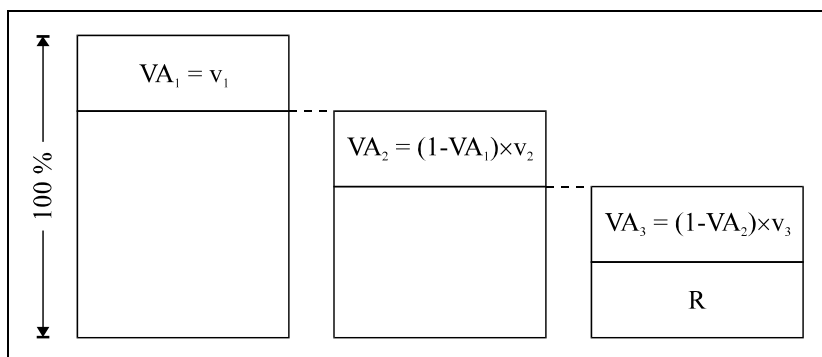 100 %
VA₁ = v₁
VA₂ = (1-VA₁)×v₂
VA₃ = (1-VA₂)×v₃
R